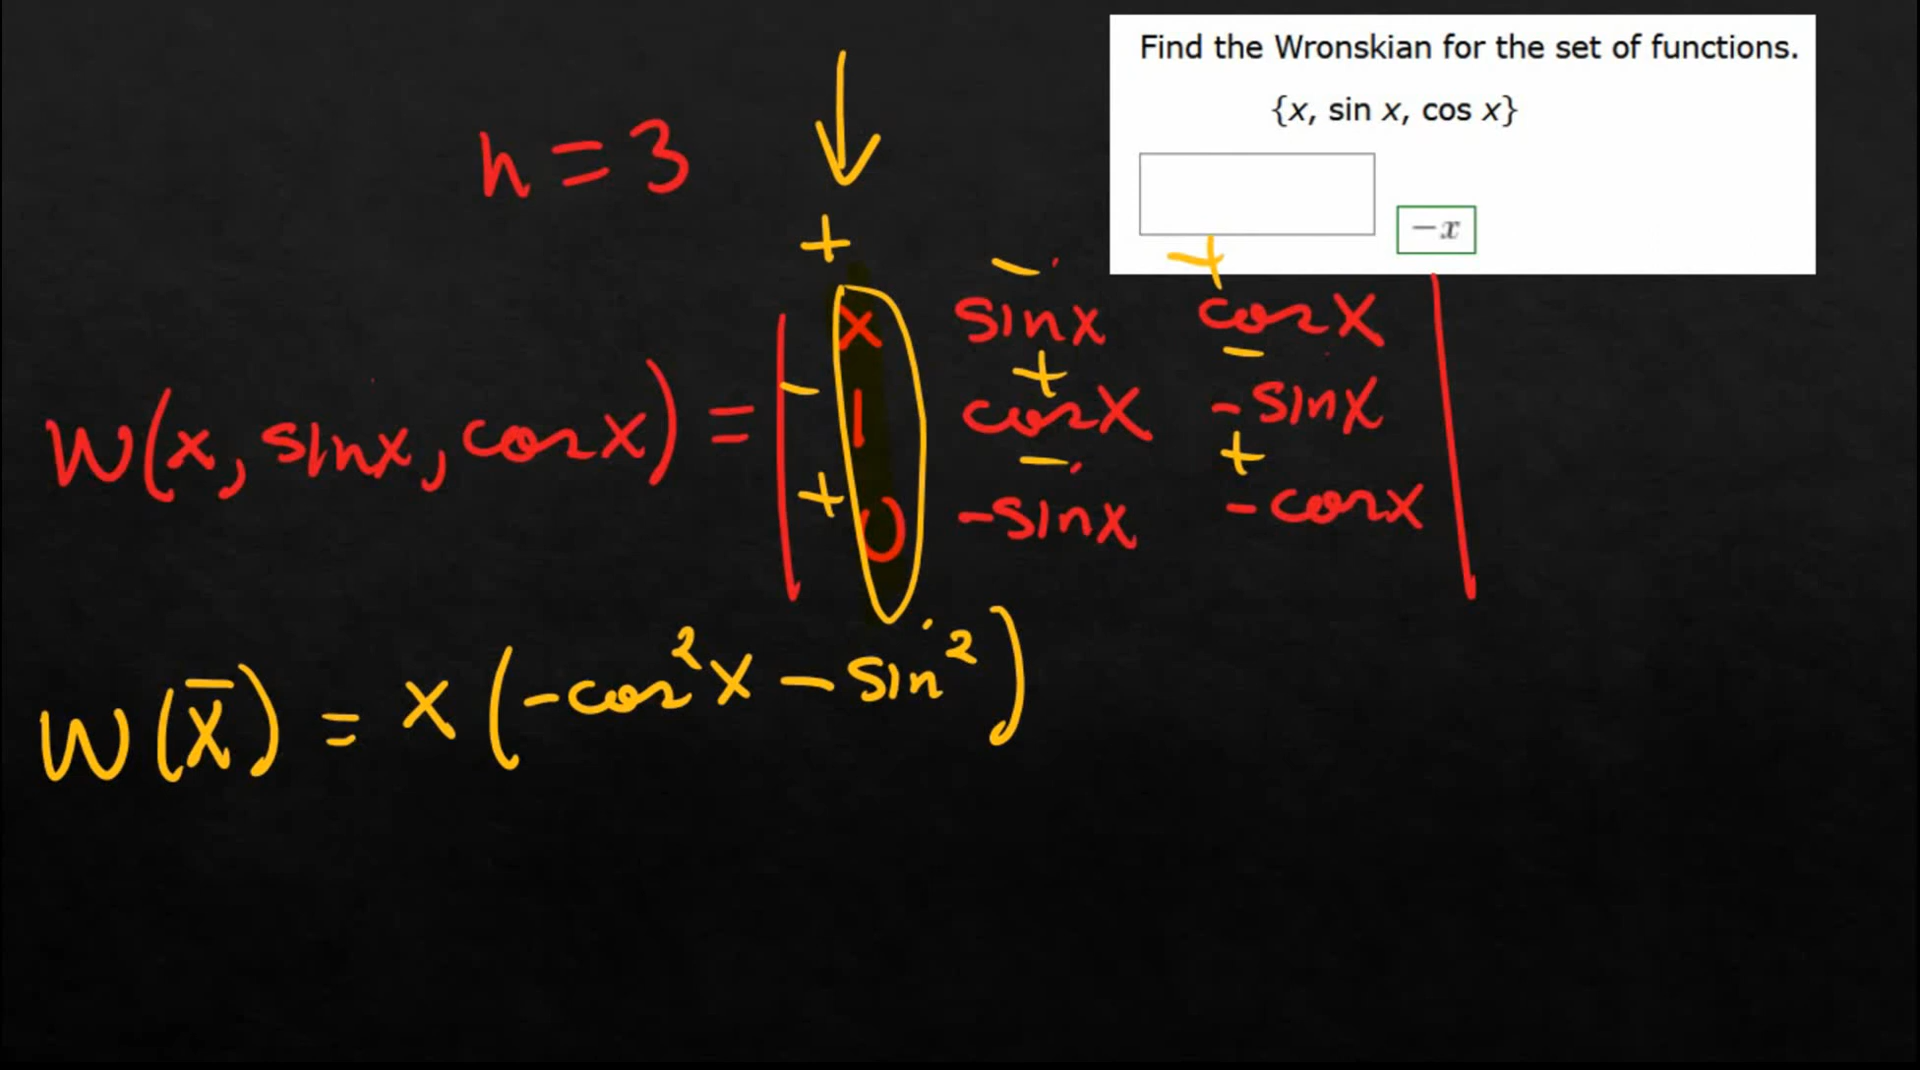 Find the Wronskian for the set of functions.
{x, sin x, cos x}
-x
n = 3
+ - +
x sinx cosx
- + -
W(x, sinx, cosx) = 1 cosx -sinx
+ - +
0 -sinx -cosx
W(x̄) = x(-cos²x - sin²)